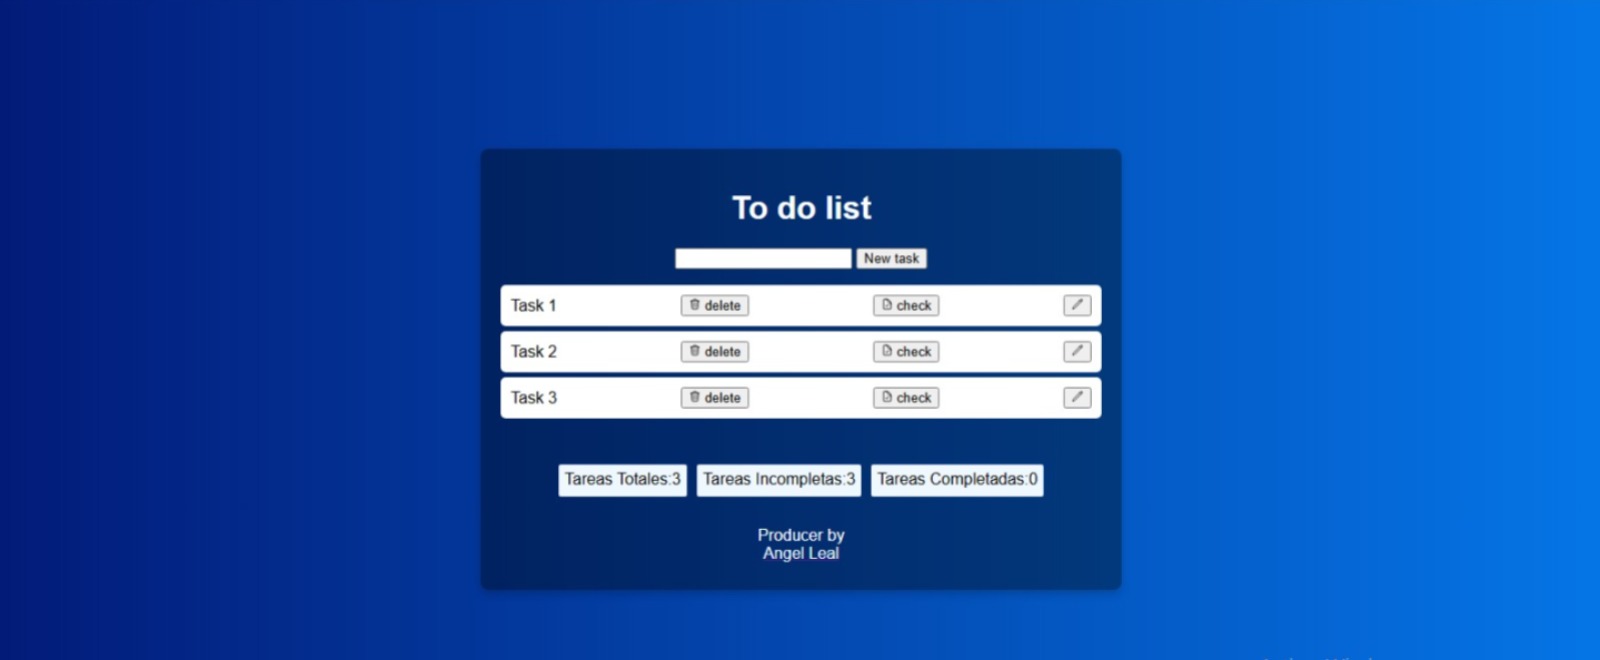 To do list
New task
Task 1 delete check
Task 2 delete check
Task 3 delete check
Tareas Totales:3 Tareas Incompletas:3 Tareas Completadas:0
Producer by
Angel Leal